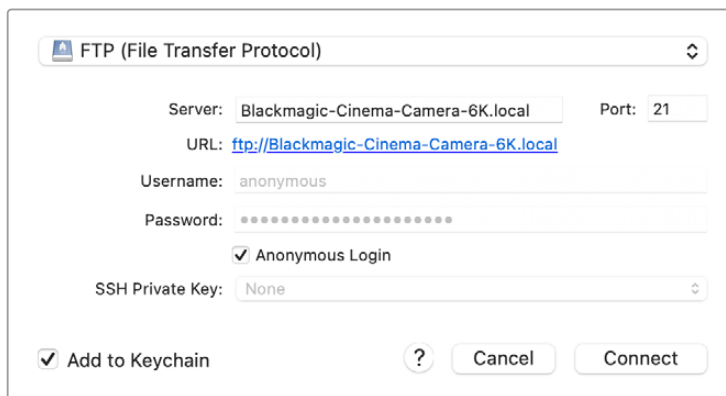 FTP (File Transfer Protocol)
Server: Blackmagic-Cinema-Camera-6K.local Port: 21
URL: ftp://Blackmagic-Cinema-Camera-6K.local
Username: anonymous
Password: ●●●●●●●●●●●●●●●●●●●●●
Anonymous Login
SSH Private Key: None
Add to Keychain ? Cancel Connect